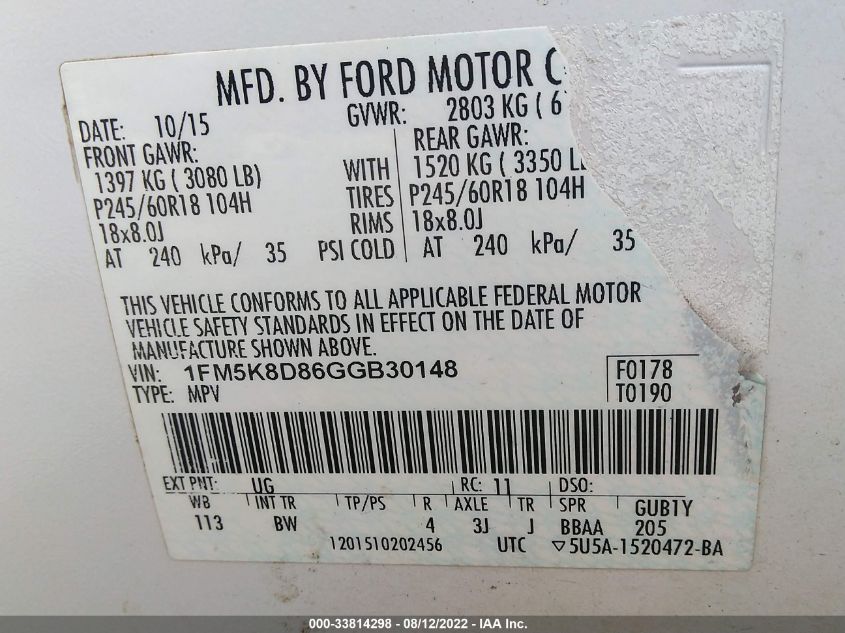 MFD. BY FORD MOTOR
DATE: 10/15 GVWR: 2803 KG ( 6
FRONT GAWR: REAR GAWR:
1397 KG ( 3080 LB) WITH 1520 KG ( 3350
P245/60R18 104H TIRES P245/60R18 104H
18x8.0J RIMS 18x8.0J
AT 240 kPa/ 35 PSI COLD AT 240 kPa/ 35
THIS VEHICLE CONFORMS TO ALL APPLICABLE FEDERAL MOTOR
VEHICLE SAFETY STANDARDS IN EFFECT ON THE DATE OF
MANUFACTURE SHOWN ABOVE.
VIN: 1FM5K8D86GGB30148 F0178
TYPE: MPV T0190
EXT PNT: UG RC: 11 DSO:
WB INT TR TP/PS R AXLE TR SPR GUB1Y
113 BW 4 3J J BBAA 205
1201510202456 UTC ▽5U5A-1520472-BA
000-33814298 - 08/12/2022 - IAA Inc.